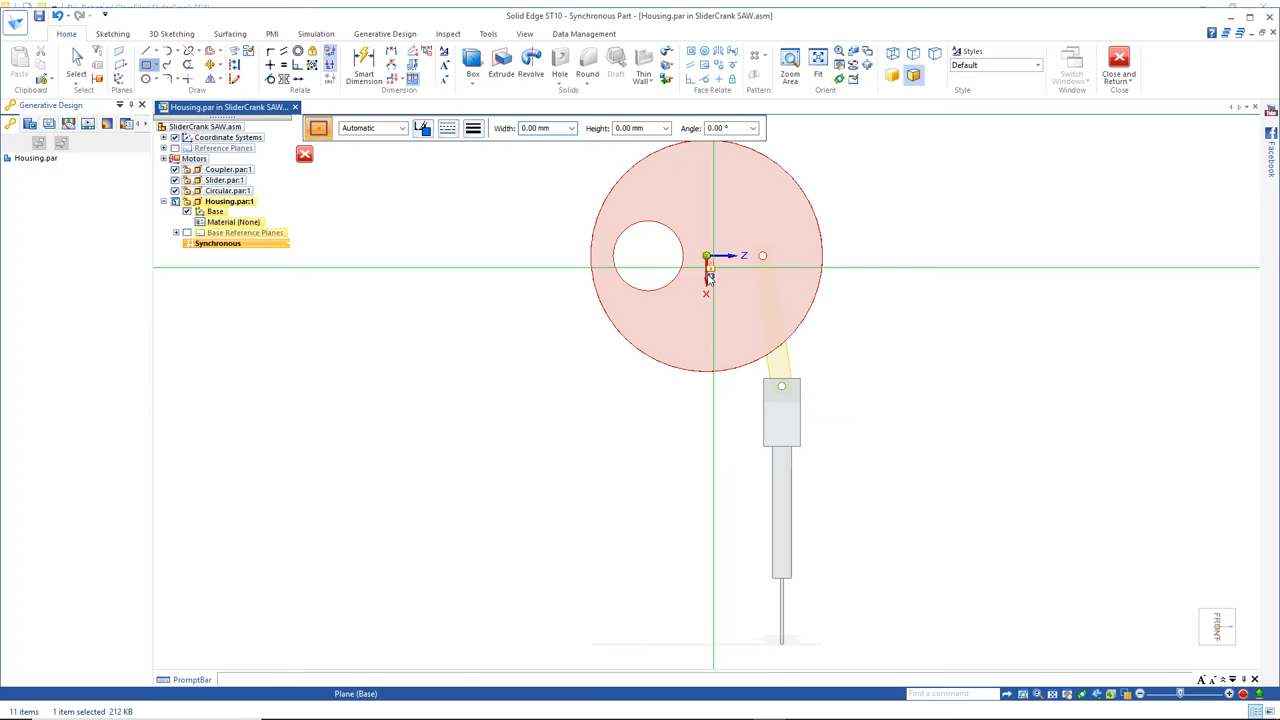 Solid Edge ST10 - Synchronous Part - [Housing.par in SliderCrank SAW.asm]
Home
Sketching
3D Sketching
Surfacing
PMI
Simulation
Generative Design
Inspect
Tools
View
Data Management
Paste
Clipboard
Select
Select
Planes
Draw
Relate
Smart
Dimension
Dimension
Box
Extrude
Revolve
Hole
Round
Draft
Thin
Wall
Solids
Face Relate
Pattern
Zoom
Area
Fit
Orient
Styles
Default
Style
Switch
Windows
Window
Close and
Return
Close
Generative Design
Housing.par in SliderCrank SAW...
Housing.par
SliderCrank SAW.asm
Coordinate Systems
Reference Planes
Motors
Coupler.par:1
Slider.par:1
Circular.par:1
Housing.par:1
Base
Material (None)
Base Reference Planes
Synchronous
Automatic
Width:
0.00 mm
Height:
0.00 mm
Angle:
0.00 °
Z
X
FRONT
YouTube
Facebook
PromptBar
Plane (Base)
Find a command
11 items
1 item selected 212 KB